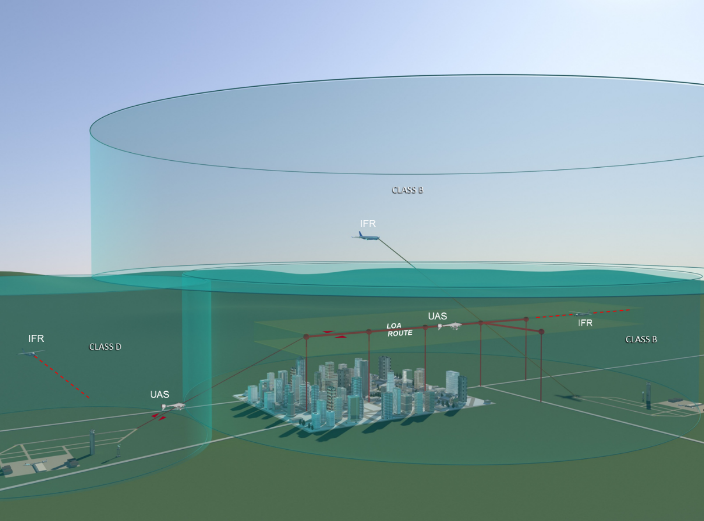 CLASS B
IFR
UAS
LOA
ROUTE
IFR
IFR
CLASS D
CLASS B
UAS